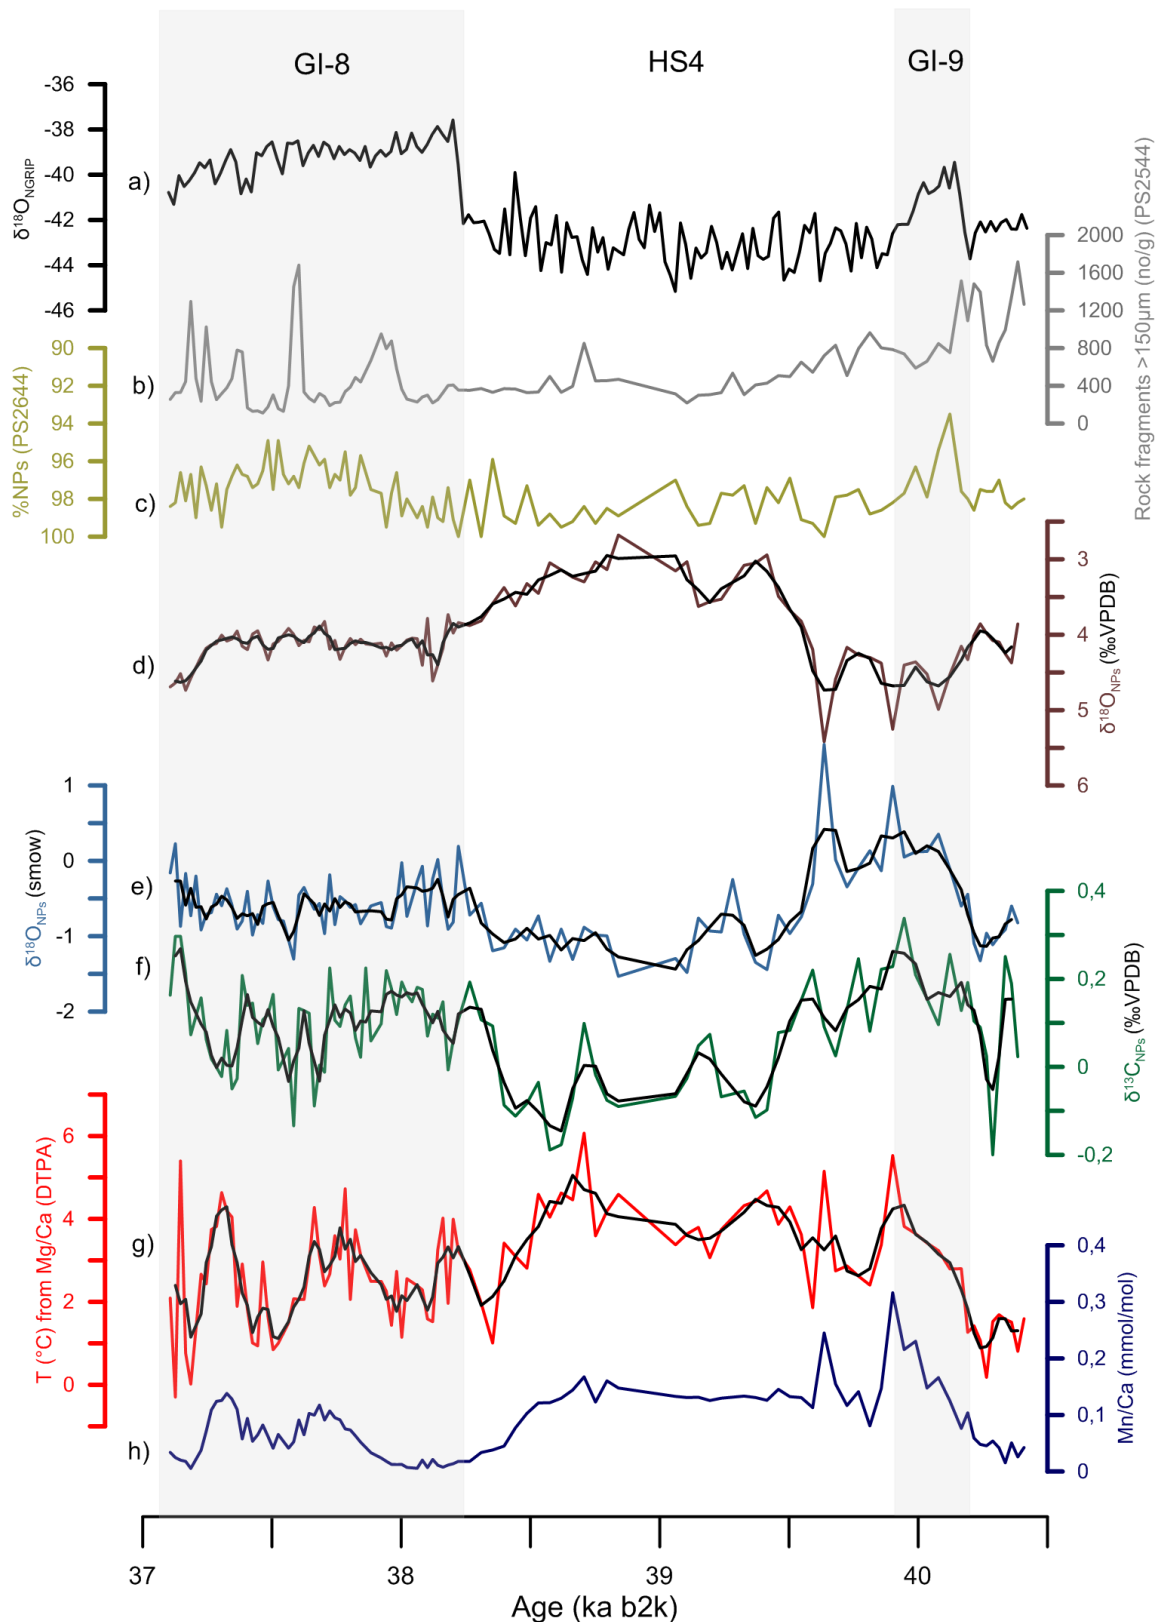 GI-8
HS4
GI-9
-36
-38
-40
-42
-44
-46
δ¹⁸O_NGRIP
a)
2000
1600
1200
800
400
0
Rock fragments >150µm (no/g) (PS2544)
b)
90
92
94
96
98
100
%NPs (PS2644)
c)
3
4
5
6
δ¹⁸O_NPs (‰VPDB)
d)
1
0
-1
-2
δ¹⁸O_NPs (smow)
e)
0,4
0,2
0
-0,2
δ¹³C_NPs (‰VPDB)
f)
6
4
2
0
T (°C) from Mg/Ca (DTPA)
g)
0,4
0,3
0,2
0,1
0
Mn/Ca (mmol/mol)
h)
37
38
39
40
Age (ka b2k)